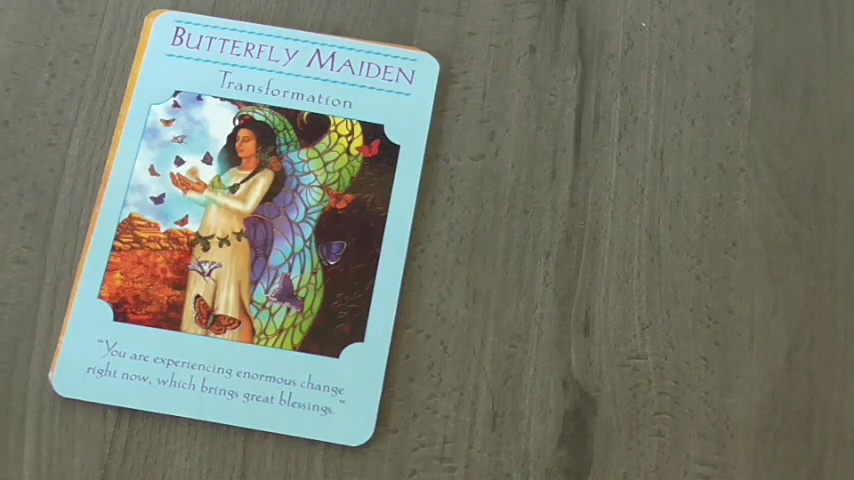 BUTTERFLY MAIDEN
Transformation
"You are experiencing enormous change
right now, which brings great blessings."